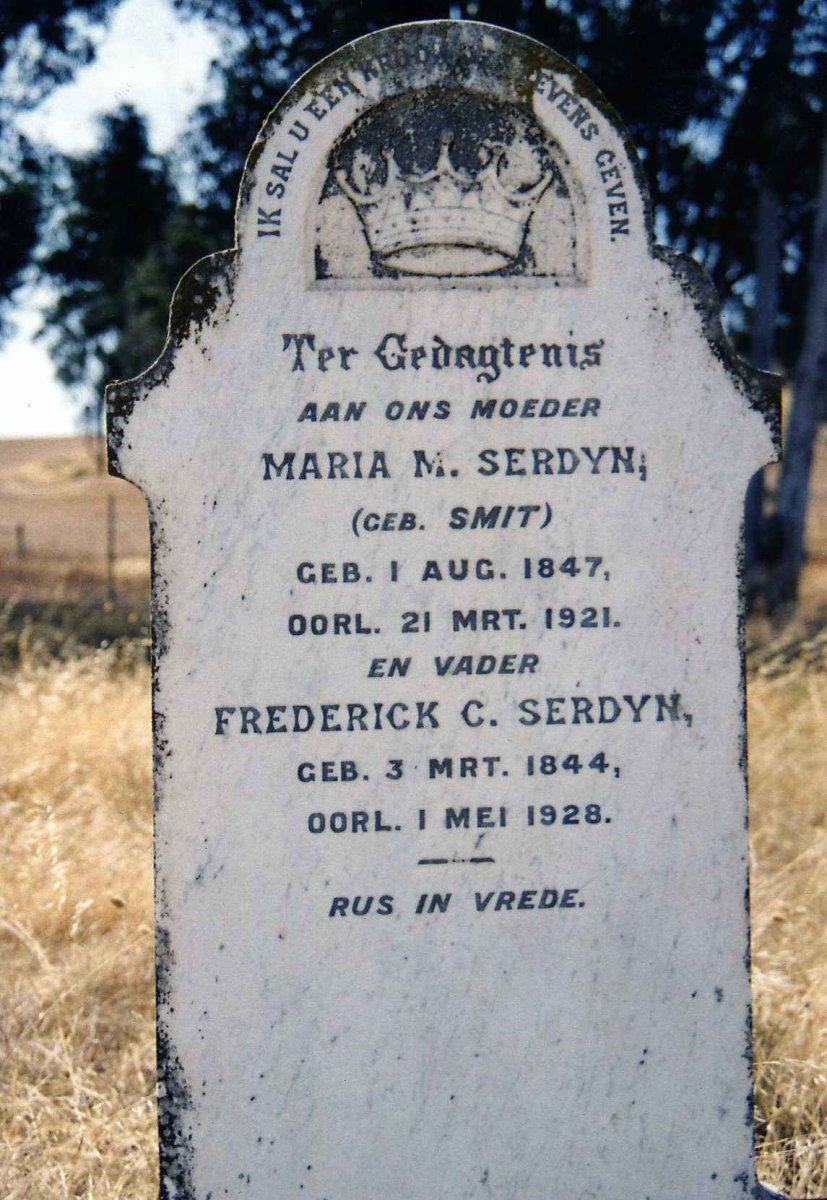 IK SAL U EEN EVENS GEVEN.
Ter Gedagtenis
AAN ONS MOEDER
MARIA M. SERDYN,
(GEB. SMIT)
GEB. 1 AUG. 1847,
OORL. 21 MRT. 1921.
EN VADER
FREDERICK C. SERDYN,
GEB. 3 MRT. 1844,
OORL. 1 MEI 1928.
RUS IN VREDE.